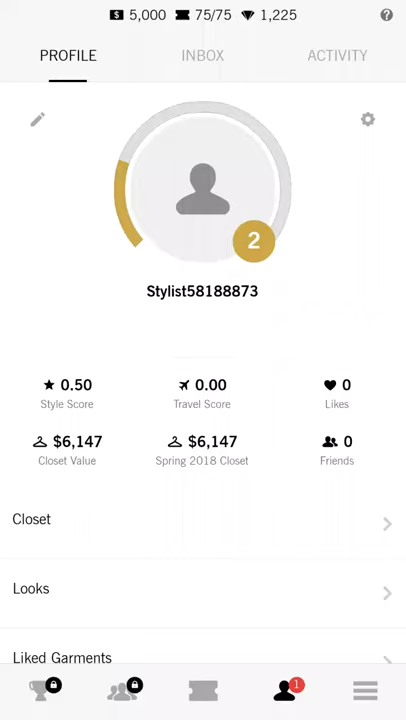 $ 5,000 75/75 1,225 ?
PROFILE INBOX ACTIVITY
2
Stylist58188873
0.50 0.00 0
Style Score Travel Score Likes
$6,147 $6,147 0
Closet Value Spring 2018 Closet Friends
Closet
Looks
Liked Garments
1